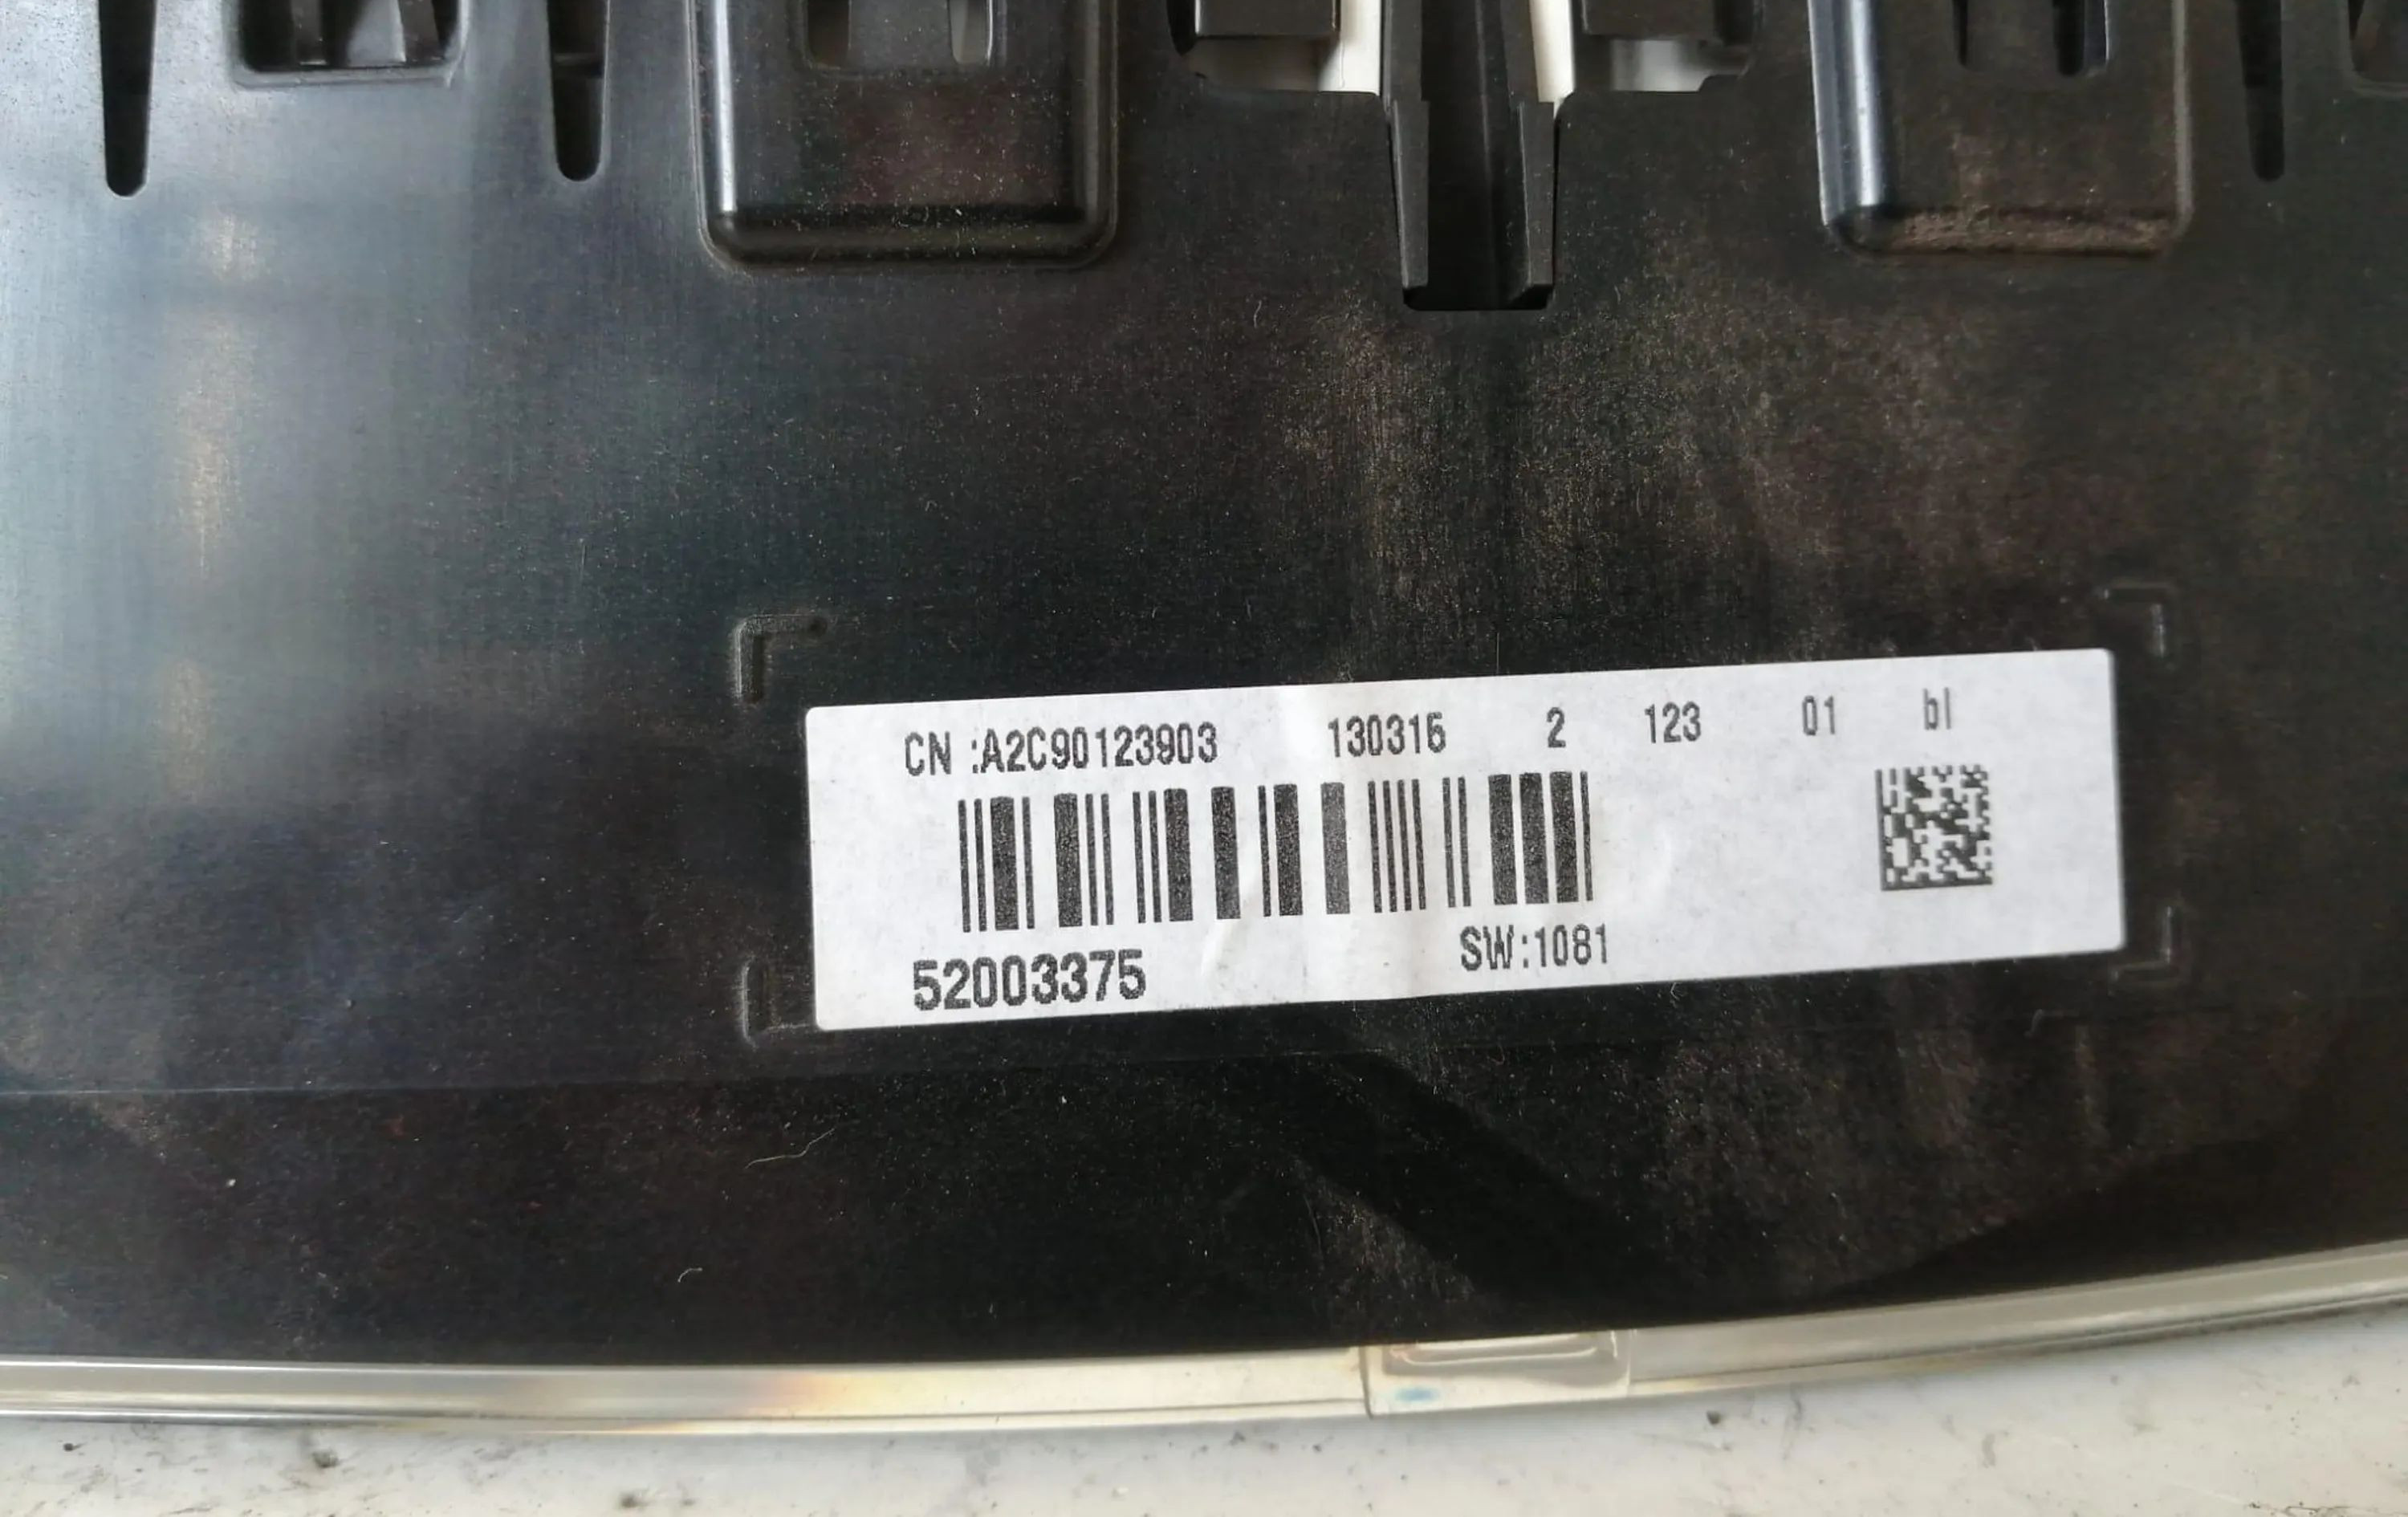 CN :A2C90123903 130316 2 123 01 bl
52003375 SW:1081